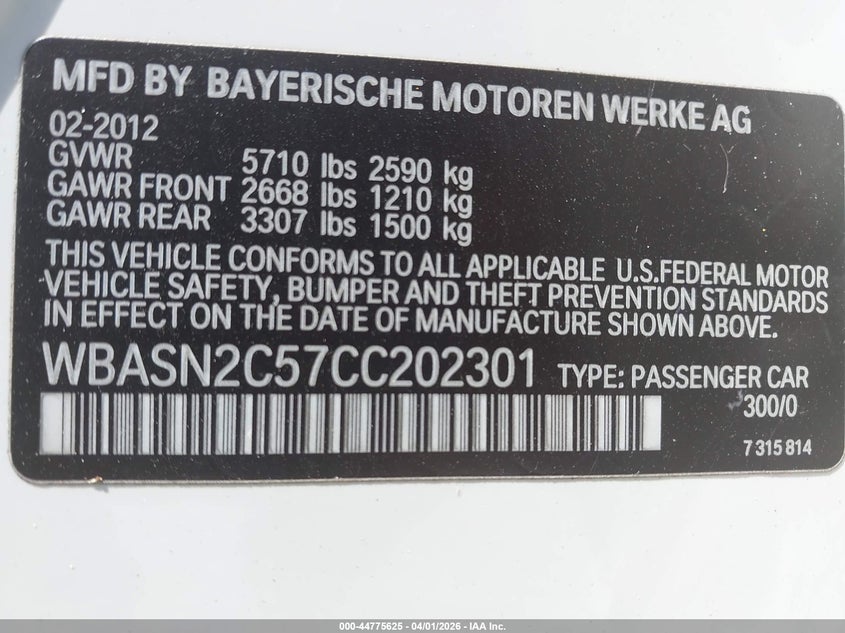 MFD BY BAYERISCHE MOTOREN WERKE AG
02-2012
GVWR 5710 lbs 2590 kg
GAWR FRONT 2668 lbs 1210 kg
GAWR REAR 3307 lbs 1500 kg
THIS VEHICLE CONFORMS TO ALL APPLICABLE U.S.FEDERAL MOTOR
VEHICLE SAFETY, BUMPER AND THEFT PREVENTION STANDARDS
IN EFFECT ON THE DATE OF MANUFACTURE SHOWN ABOVE.
WBASN2C57CC202301 TYPE: PASSENGER CAR
300/0
7 315 814
000-44775625 - 04/01/2026 - IAA Inc.